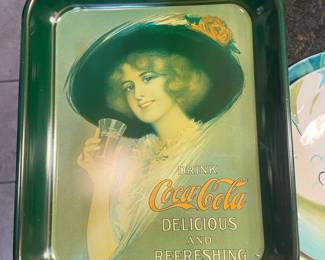 DRINK
Coca-Cola
DELICIOUS
AND
REFRESHING